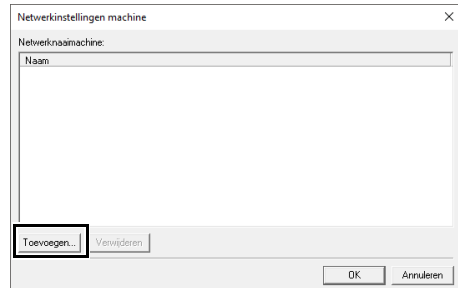 Netwerkinstellingen machine
Netwerknaaimachine:
Naam
Toevoegen... Verwijderen
OK Annuleren